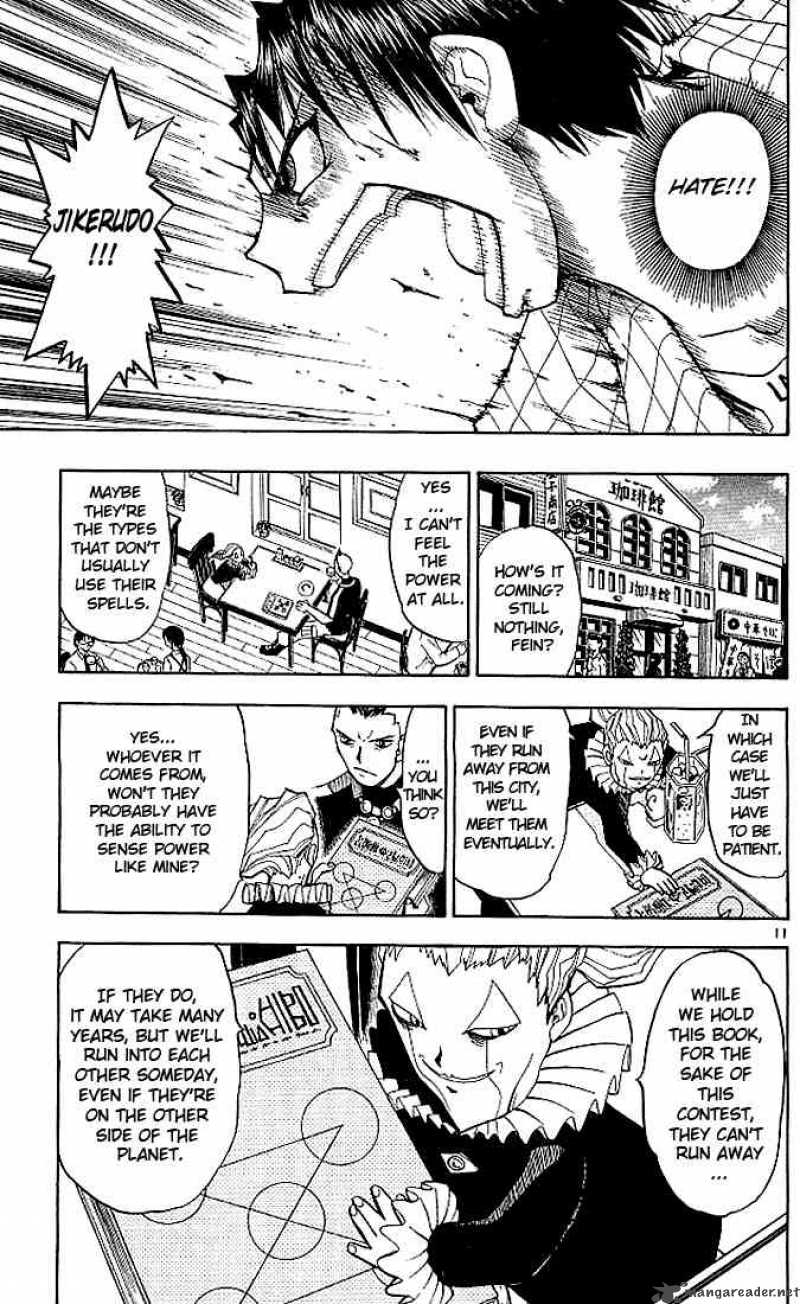 HATE!!!
JIKERUDO
!!!
HOW'S IT
COMING?
STILL
NOTHING,
FEIN?
珈琲館
珈琲館
YES
...
I CAN'T
FEEL
THE
POWER
AT ALL.
MAYBE
THEY'RE
THE TYPES
THAT DON'T
USUALLY
USE THEIR
SPELLS.
IN
WHICH
CASE
WE'LL
JUST
HAVE
TO BE
PATIENT.
EVEN IF
THEY RUN
AWAY FROM
THIS CITY,
WE'LL
MEET THEM
EVENTUALLY.
...
YOU
THINK
SO?
YES...
WHOEVER IT
COMES FROM,
WON'T THEY
PROBABLY HAVE
THE ABILITY TO
SENSE POWER
LIKE MINE?
11
WHILE
WE HOLD
THIS BOOK,
FOR THE
SAKE OF
THIS
CONTEST,
THEY CAN'T
RUN AWAY
...
IF THEY DO,
IT MAY TAKE MANY
YEARS, BUT WE'LL
RUN INTO EACH
OTHER SOMEDAY,
EVEN IF THEY'RE
ON THE OTHER
SIDE OF THE
PLANET.
mangareader.net